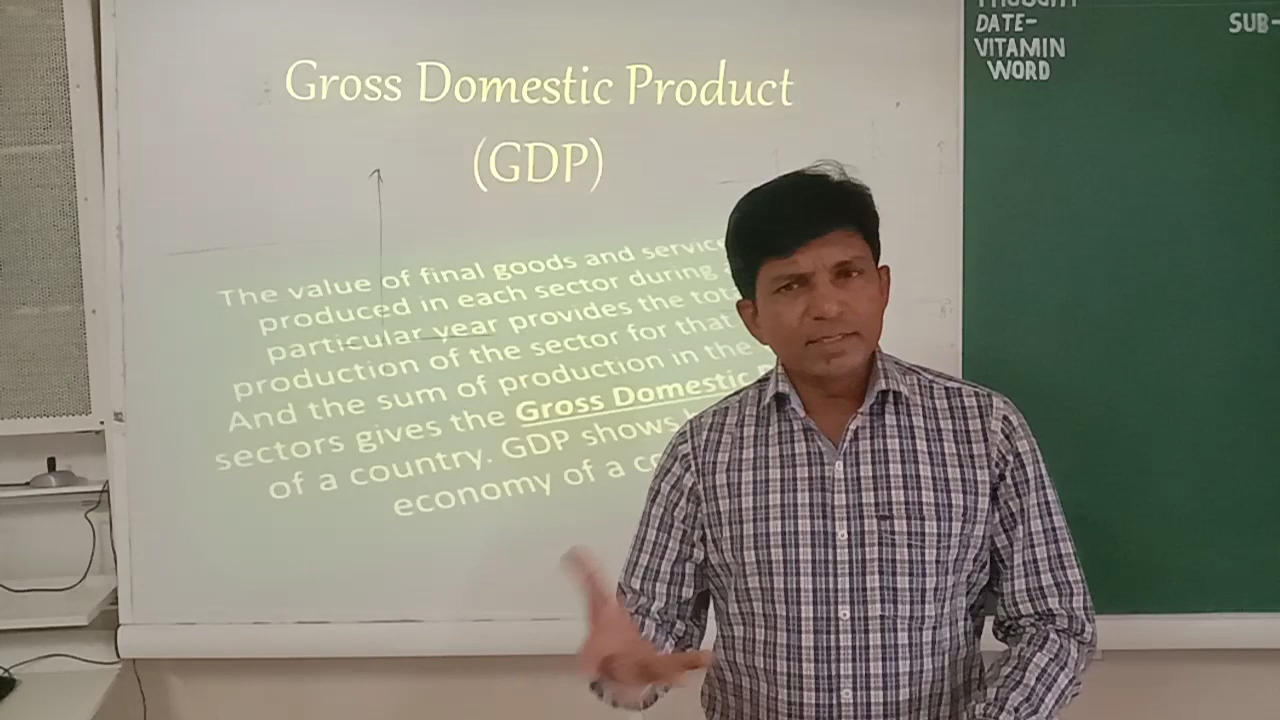 Gross Domestic Product
(GDP)
The value of final goods and service
produced in each sector during
particular year provides the tot
production of the sector for that
And the sum of production in the
sectors gives the Gross Domestic
of a country. GDP shows
economy of a co
THOUGHT
DATE-
VITAMIN
WORD
SUB-